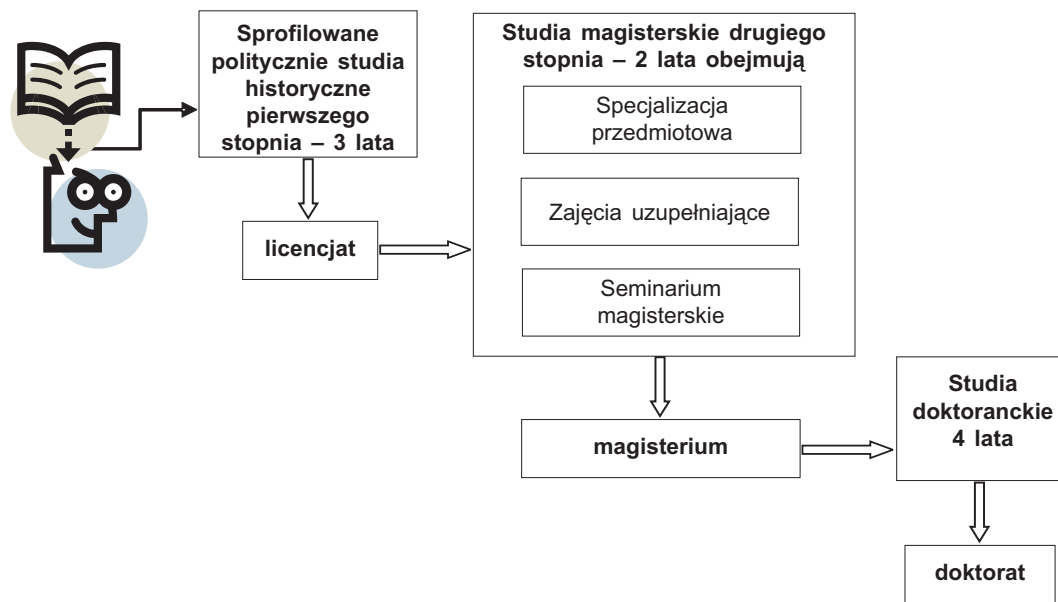 Sprofilowane
politycznie studia
historyczne
pierwszego
stopnia – 3 lata
licencjat
Studia magisterskie drugiego
stopnia – 2 lata obejmują
Specjalizacja
przedmiotowa
Zajęcia uzupełniające
Seminarium
magisterskie
magisterium
Studia
doktoranckie
4 lata
doktorat